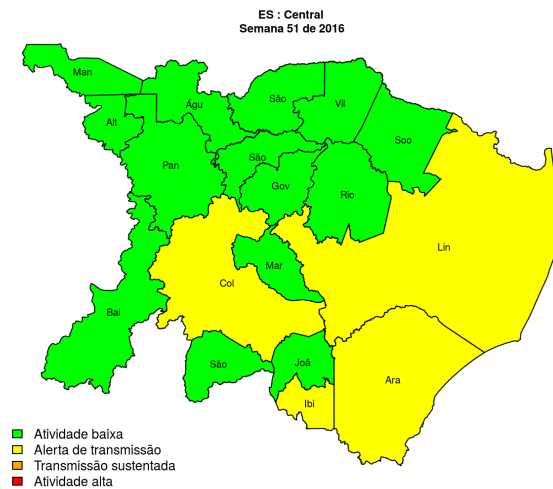 ES : Central
Semana 51 de 2016
Man
Águ
São
Vil
Alt
Soo
Pan
São
Gov
Rio
Lin
Mar
Col
Bai
São
Joã
Ara
Ibi
Atividade baixa
Alerta de transmissão
Transmissão sustentada
Atividade alta